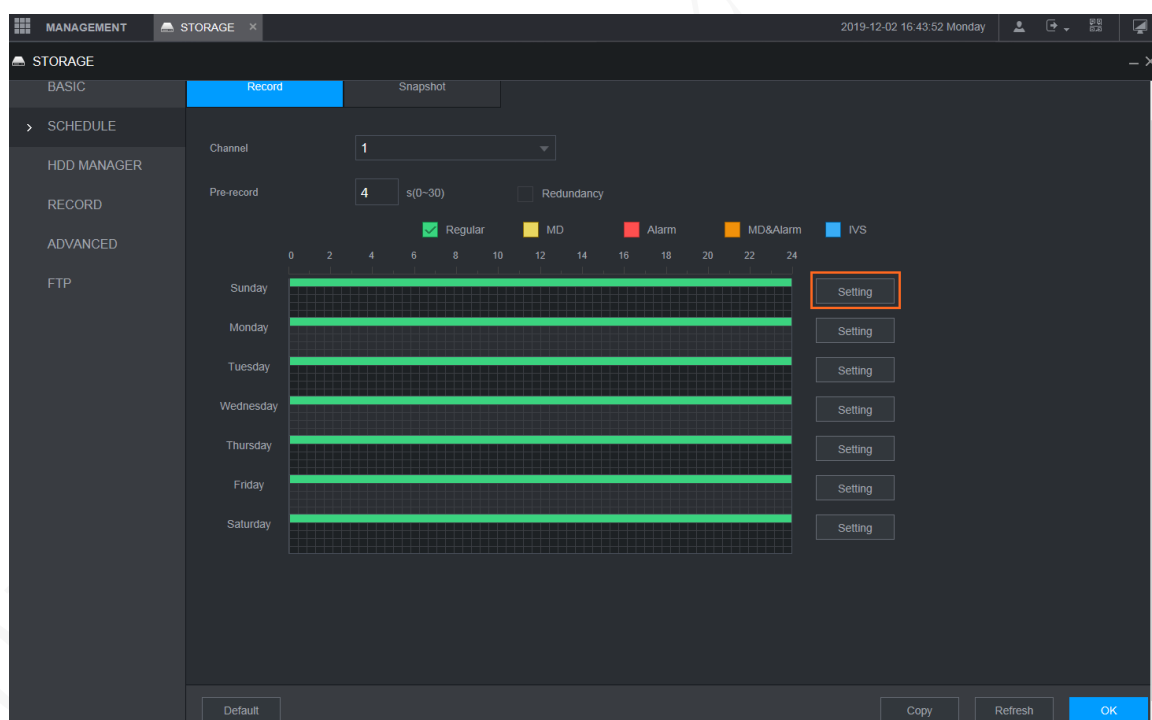 MANAGEMENT STORAGE × 2019-12-02 16:43:52 Monday
STORAGE
BASIC Record Snapshot
> SCHEDULE
Channel 1
HDD MANAGER
Pre-record 4 s(0~30) Redundancy
RECORD
Regular MD Alarm MD&Alarm IVS
ADVANCED
0 2 4 6 8 10 12 14 16 18 20 22 24
FTP
Sunday Setting
Monday Setting
Tuesday Setting
Wednesday Setting
Thursday Setting
Friday Setting
Saturday Setting
Default Copy Refresh OK